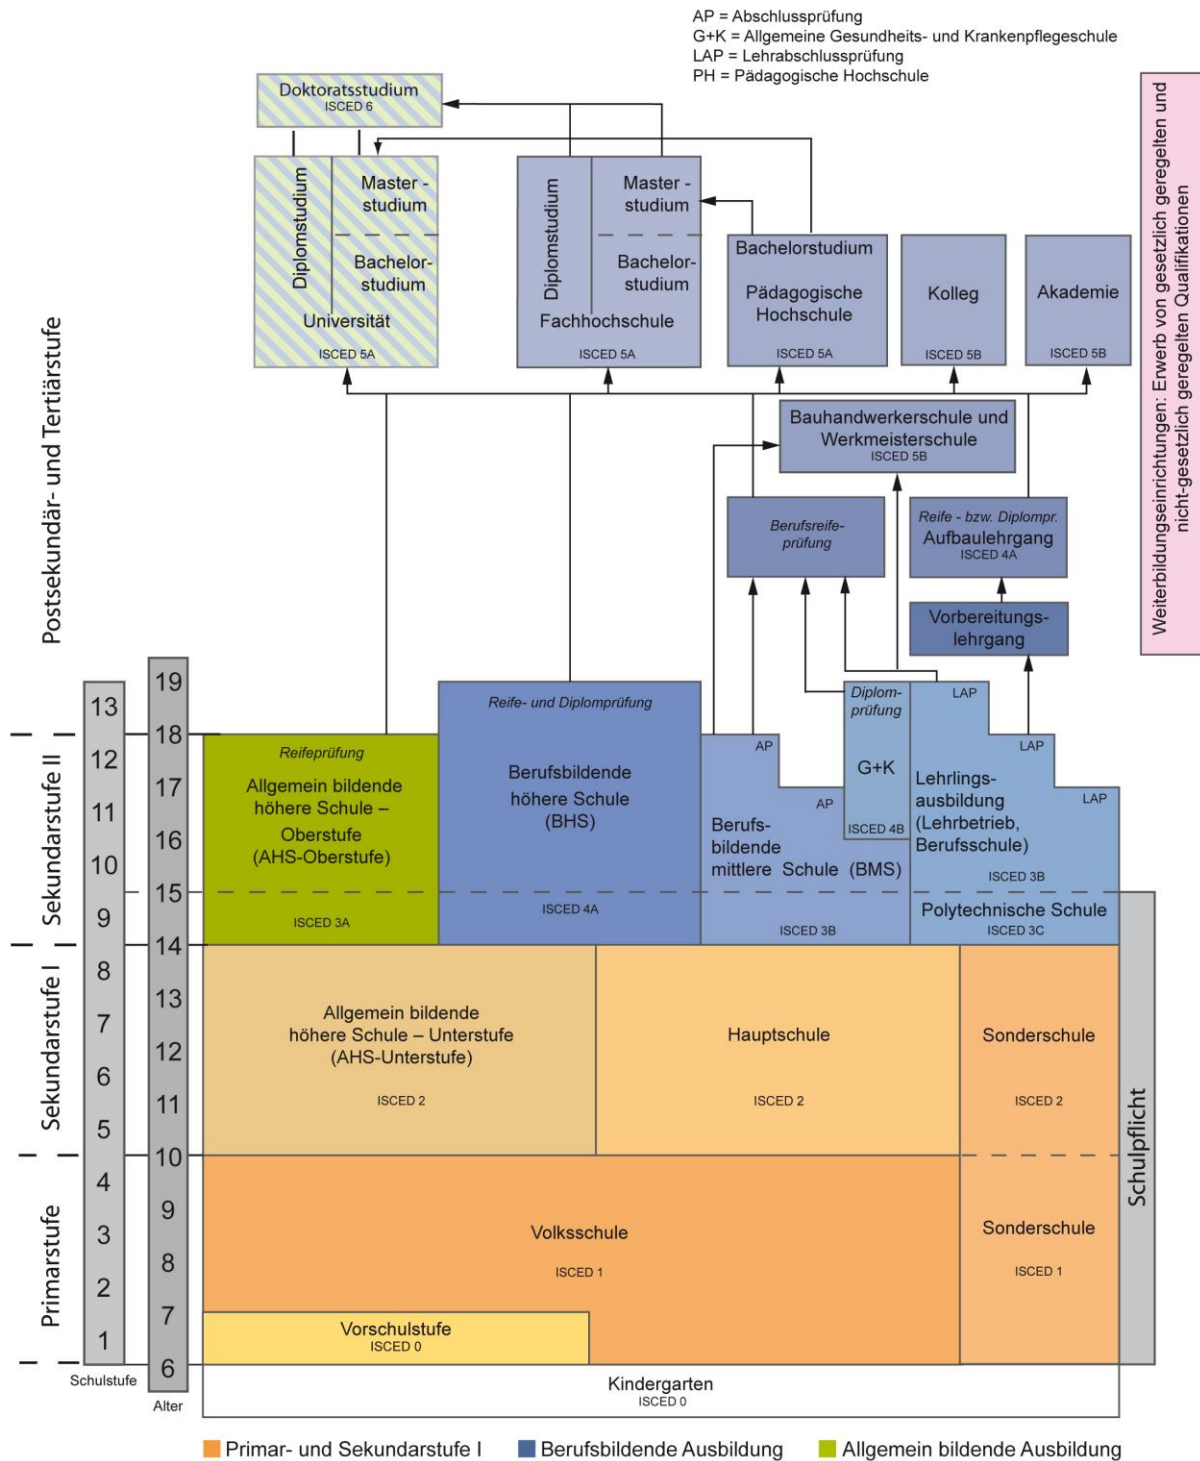 AP = Abschlussprüfung
G+K = Allgemeine Gesundheits- und Krankenpflegeschule
LAP = Lehrabschlussprüfung
PH = Pädagogische Hochschule
Weiterbildungseinrichtungen: Erwerb von gesetzlich geregelten und
nicht-gesetzlich geregelten Qualifikationen
Postsekundär- und Tertiärstufe
Doktoratsstudium
ISCED 6
Diplomstudium
Master -
studium
Bachelor-
studium
Universität
ISCED 5A
Diplomstudium
Master -
studium
Bachelor-
studium
Fachhochschule
ISCED 5A
Bachelorstudium
Pädagogische
Hochschule
ISCED 5A
Kolleg
ISCED 5B
Akademie
ISCED 5B
Bauhandwerkerschule und
Werkmeisterschule
ISCED 5B
Berufsreife-
prüfung
Reife - bzw. Diplompr.
Aufbaulehrgang
ISCED 4A
Vorbereitungs-
lehrgang
Sekundarstufe II
Sekundarstufe I
Primarstufe
13
12
11
10
9
8
7
6
5
4
3
2
1
Schulstufe
19
18
17
16
15
14
13
12
11
10
9
8
7
6
Alter
Reifeprüfung
Allgemein bildende
höhere Schule –
Oberstufe
(AHS-Oberstufe)
ISCED 3A
Reife- und Diplomprüfung
Berufsbildende
höhere Schule
(BHS)
ISCED 4A
AP
AP
Berufs-
bildende
mittlere Schule (BMS)
ISCED 3B
Diplom-
prüfung
G+K
ISCED 4B
LAP
LAP
LAP
Lehrlings-
ausbildung
(Lehrbetrieb,
Berufsschule)
ISCED 3B
Polytechnische Schule
ISCED 3C
Allgemein bildende
höhere Schule – Unterstufe
(AHS-Unterstufe)
ISCED 2
Hauptschule
ISCED 2
Sonderschule
ISCED 2
Schulpflicht
Volksschule
ISCED 1
Sonderschule
ISCED 1
Vorschulstufe
ISCED 0
Kindergarten
ISCED 0
Primar- und Sekundarstufe I
Berufsbildende Ausbildung
Allgemein bildende Ausbildung